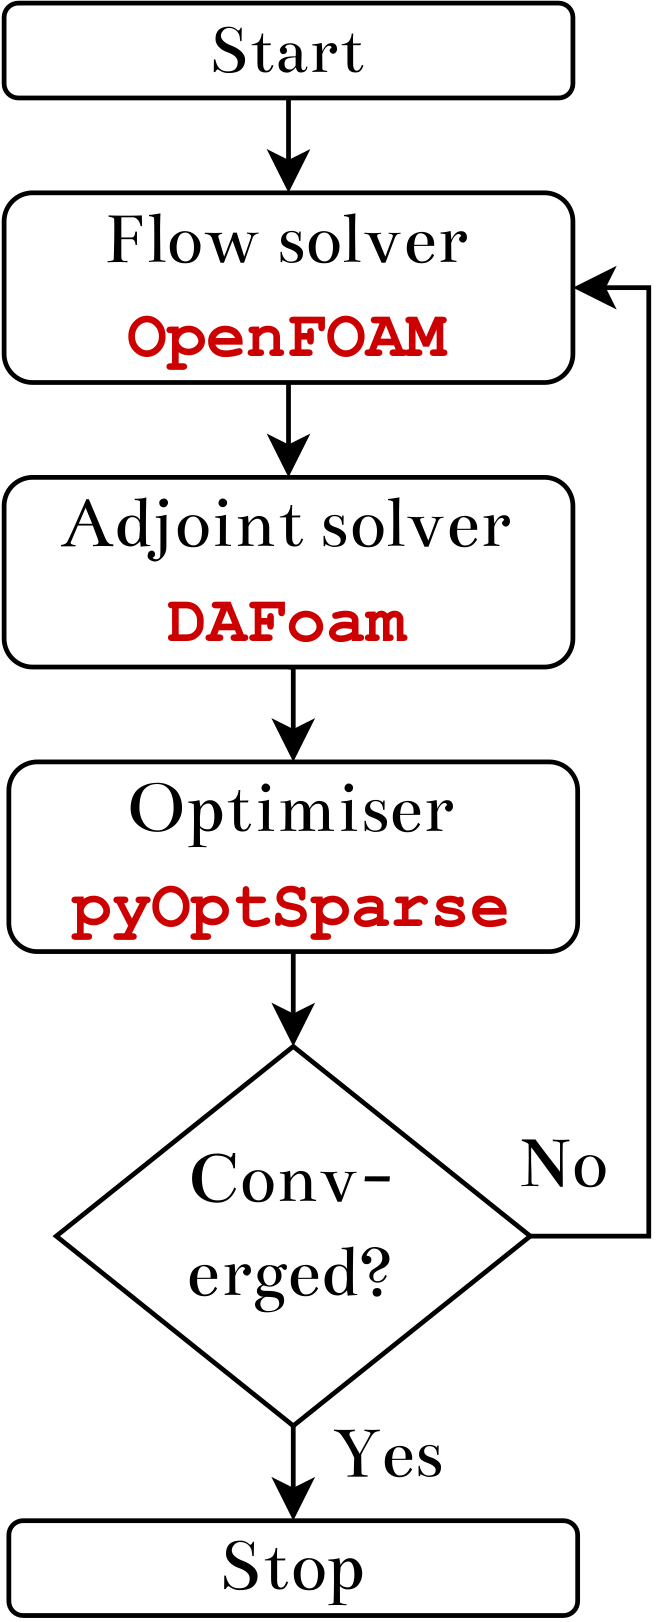 Start
Flow solver
OpenFOAM
Adjoint solver
DAFoam
Optimiser
pyOptSparse
Conv-
erged?
No
Yes
Stop